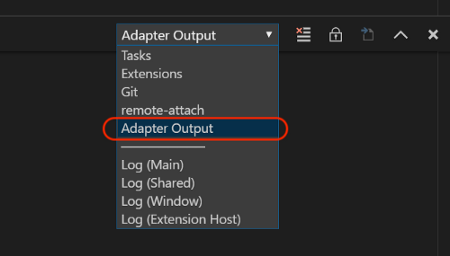 Adapter Output
Tasks
Extensions
Git
remote-attach
Adapter Output
Log (Main)
Log (Shared)
Log (Window)
Log (Extension Host)